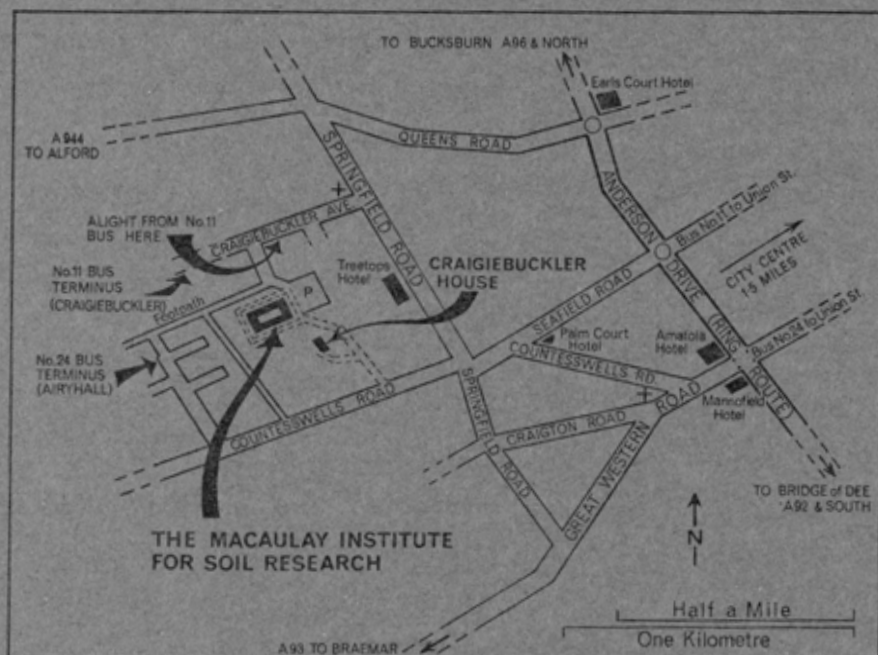 TO BUCKSBURN A96 & NORTH
Earls Court Hotel
A944
TO ALFORD
QUEENS ROAD
SPRINGFIELD ROAD
ANDERSON DRIVE (RING ROUTE)
Bus No.11 to Union St.
ALIGHT FROM No.11
BUS HERE
CRAIGIEBUCKLER AVE.
CITY CENTRE
1·5 MILES
No.11 BUS
TERMINUS
(CRAIGIEBUCKLER)
Footpath
P
Treetops
Hotel
CRAIGIEBUCKLER
HOUSE
SEAFIELD ROAD
Palm Court
Hotel
Amatola
Hotel
Bus No.24 to Union St.
COUNTESSWELLS RD.
No.24 BUS
TERMINUS
(AIRYHALL)
COUNTESSWELLS ROAD
SPRINGFIELD ROAD
CRAIGTON ROAD
GREAT WESTERN ROAD
Mannofield
Hotel
TO BRIDGE of DEE
A92 & SOUTH
THE MACAULAY INSTITUTE
FOR SOIL RESEARCH
N
A93 TO BRAEMAR
Half a Mile
One Kilometre